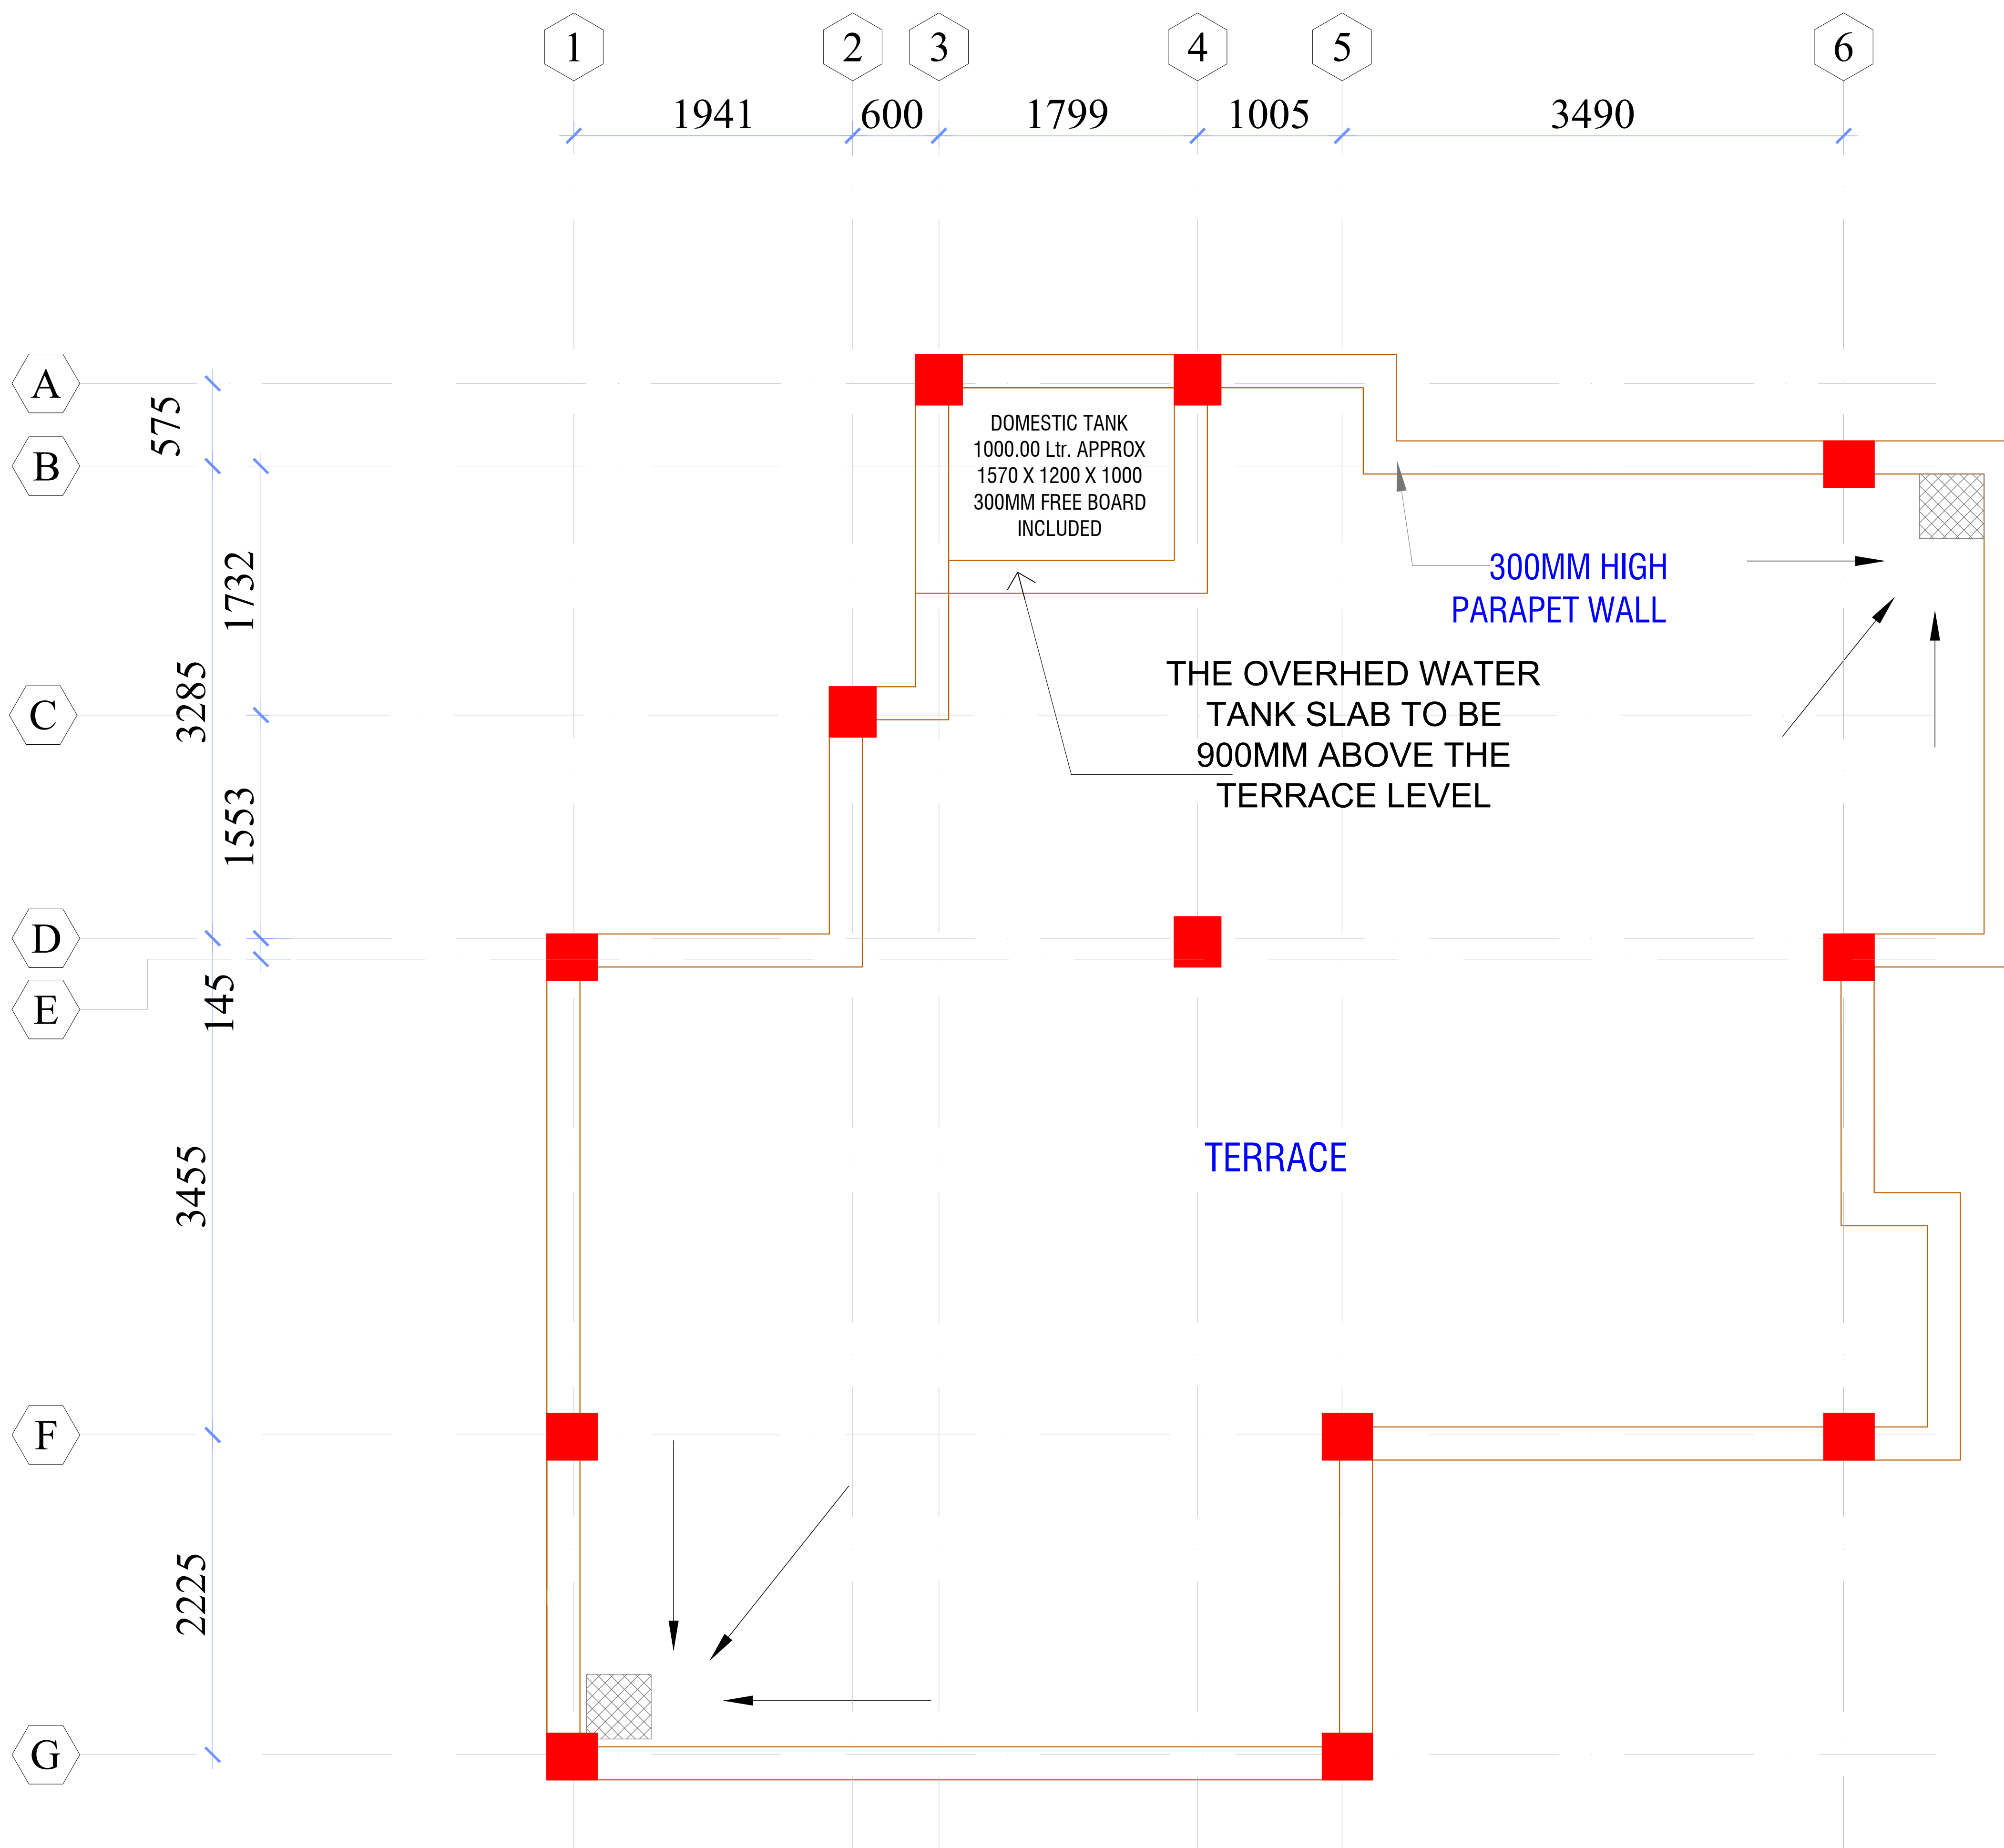 1
2
3
4
5
6
1941
600
1799
1005
3490
A
575
B
1732
C
3285
1553
D
E
145
3455
F
2225
G
DOMESTIC TANK
1000.00 Ltr. APPROX
1570 X 1200 X 1000
300MM FREE BOARD
INCLUDED
300MM HIGH
PARAPET WALL
THE OVERHED WATER
TANK SLAB TO BE
900MM ABOVE THE
TERRACE LEVEL
TERRACE